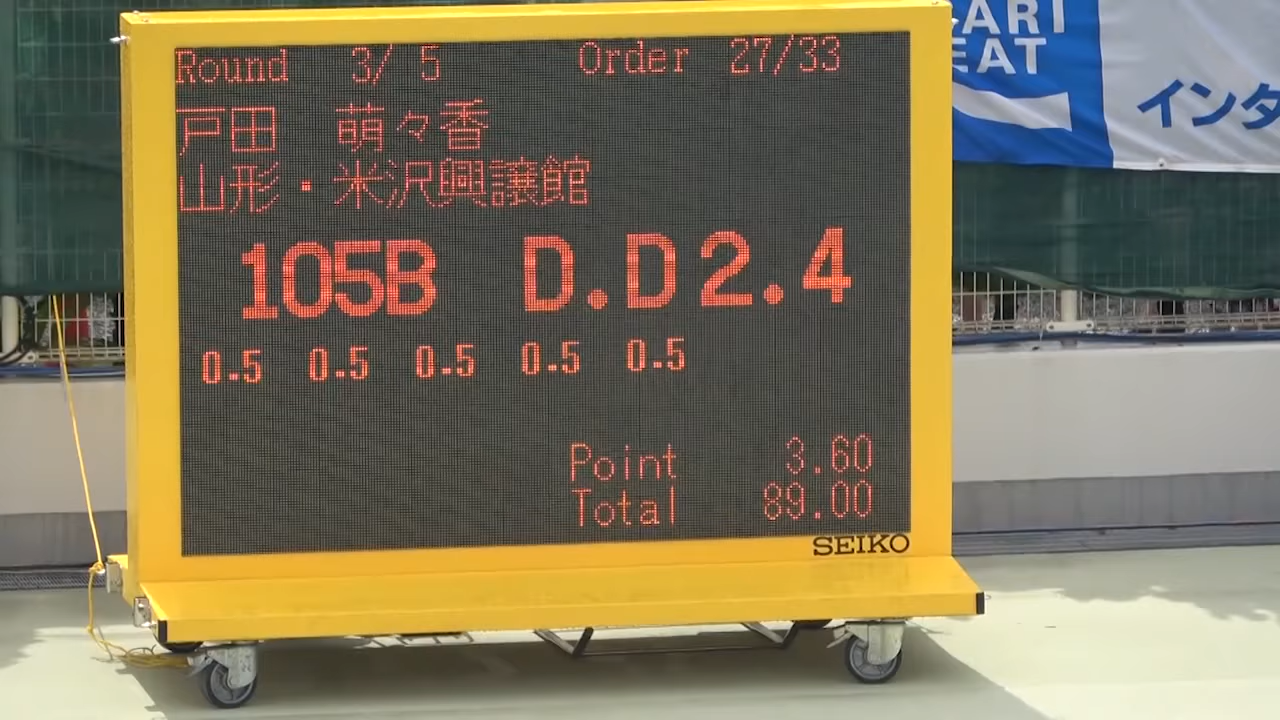 Round 3/ 5 Order 27/33
戸田 萌々香
山形・米沢興譲館
105B D.D 2.4
0.5 0.5 0.5 0.5 0.5
Point 3.60
Total 89.00
SEIKO
EAT
インタ